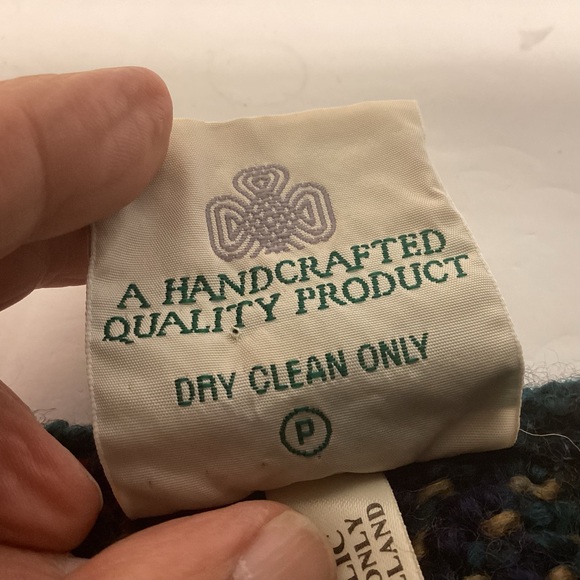 A HANDCRAFTED
QUALITY PRODUCT
DRY CLEAN ONLY
P
ONLY